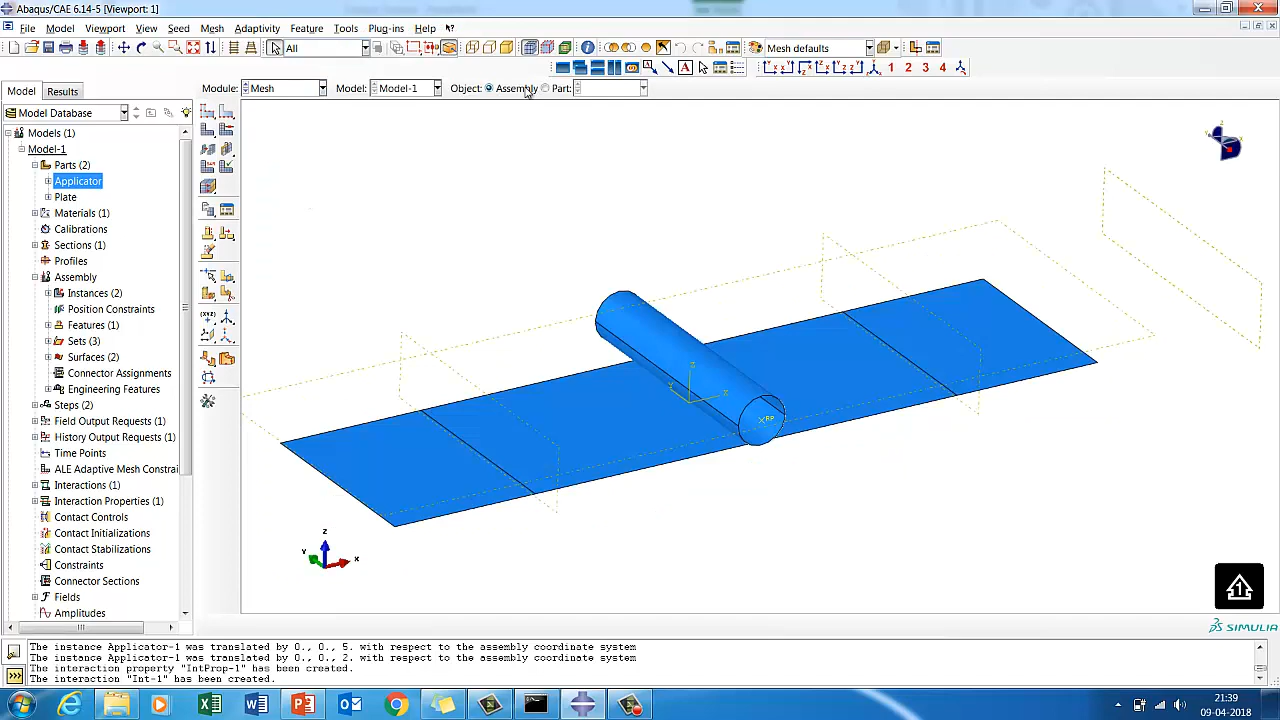 Abaqus/CAE 6.14-5 [Viewport: 1]
File Model Viewport View Seed Mesh Adaptivity Feature Tools Plug-ins Help
All
Mesh defaults
1 2 3 4
Model Results
Module: Mesh Model: Model-1 Object: Assembly Part:
Model Database
Models (1)
Model-1
Parts (2)
Applicator
Plate
Materials (1)
Calibrations
Sections (1)
Profiles
Assembly
Instances (2)
Position Constraints
Features (1)
Sets (3)
Surfaces (2)
Connector Assignments
Engineering Features
Steps (2)
Field Output Requests (1)
History Output Requests (1)
Time Points
ALE Adaptive Mesh Constrai
Interactions (1)
Interaction Properties (1)
Contact Controls
Contact Initializations
Contact Stabilizations
Constraints
Connector Sections
Fields
Amplitudes
RP
Z
Y
X
1
SIMULIA
The instance Applicator-1 was translated by 0., 0., 5. with respect to the assembly coordinate system
The instance Applicator-1 was translated by 0., 0., 2. with respect to the assembly coordinate system
The interaction property "IntProp-1" has been created.
The interaction "Int-1" has been created.
21:39
09-04-2018